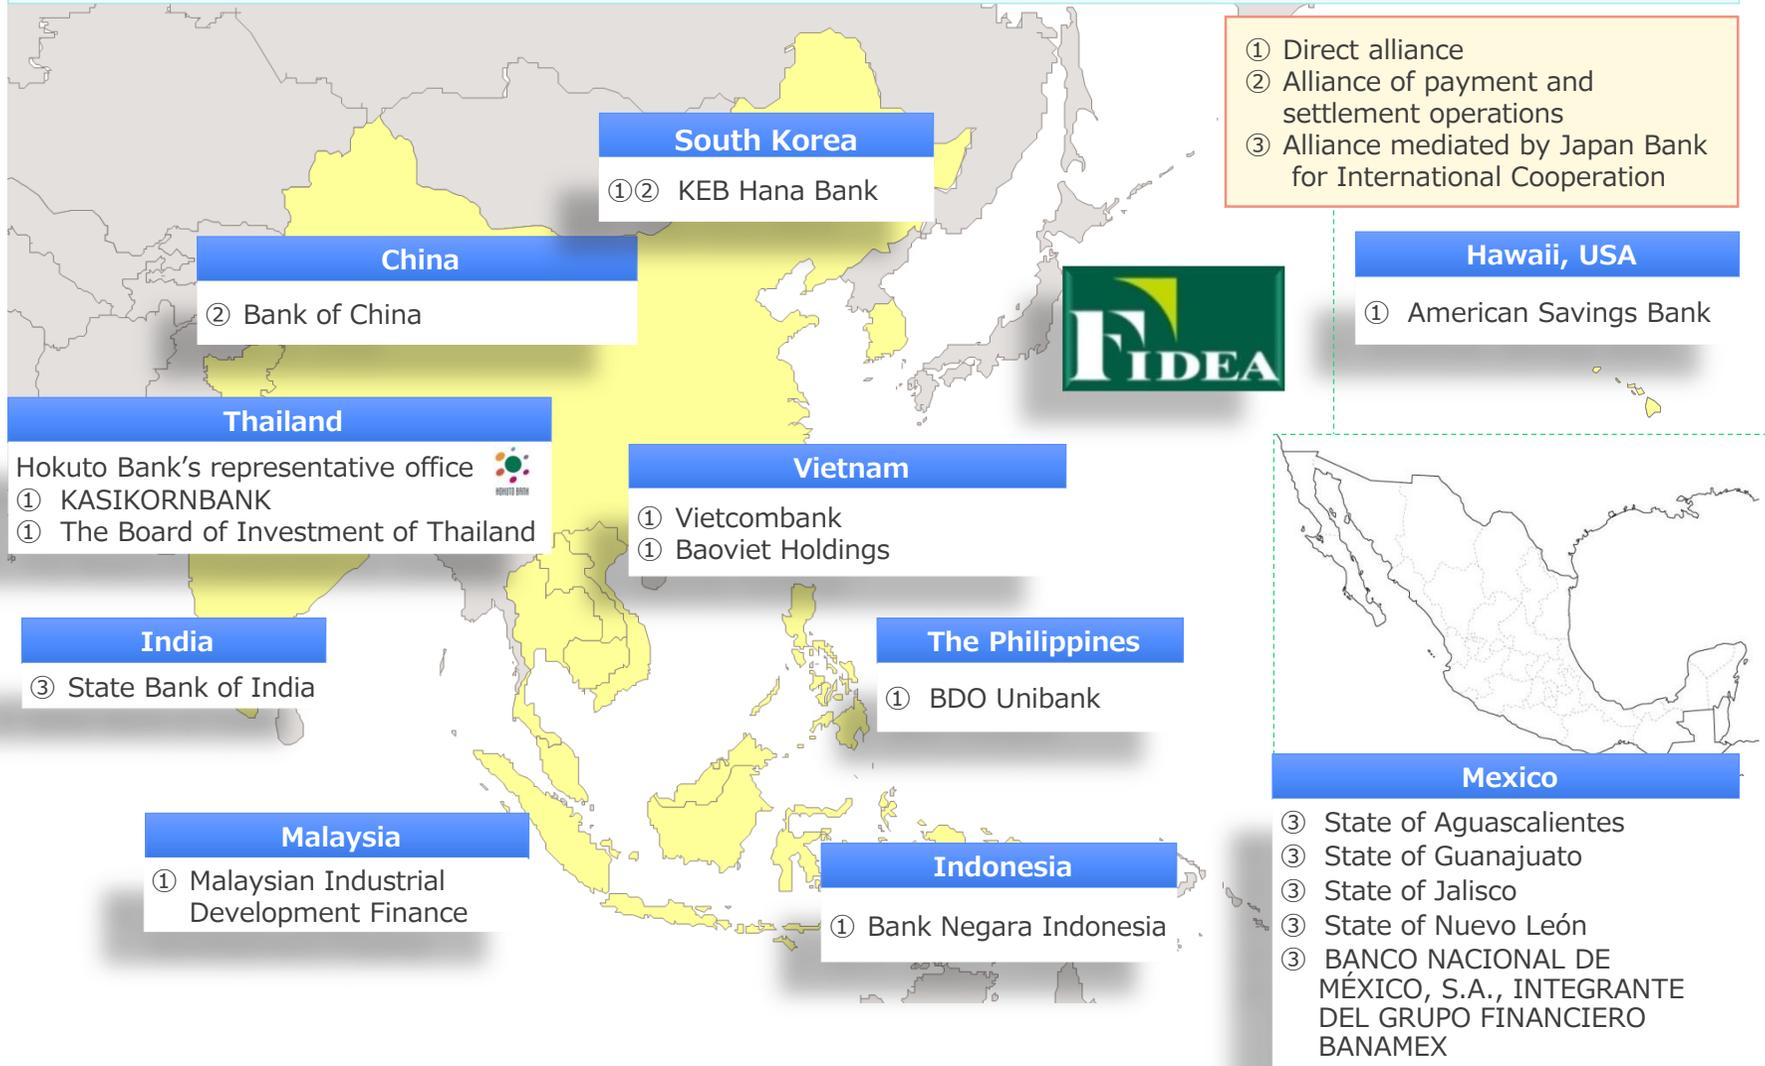 ① Direct alliance
② Alliance of payment and
settlement operations
③ Alliance mediated by Japan Bank
for International Cooperation
South Korea
①② KEB Hana Bank
China
② Bank of China
Hawaii, USA
① American Savings Bank
FIDEA
Thailand
Hokuto Bank’s representative office
HOKUTO BANK
① KASIKORNBANK
① The Board of Investment of Thailand
Vietnam
① Vietcombank
① Baoviet Holdings
India
③ State Bank of India
The Philippines
① BDO Unibank
Malaysia
① Malaysian Industrial
Development Finance
Indonesia
① Bank Negara Indonesia
Mexico
③ State of Aguascalientes
③ State of Guanajuato
③ State of Jalisco
③ State of Nuevo León
③ BANCO NACIONAL DE
MÉXICO, S.A., INTEGRANTE
DEL GRUPO FINANCIERO
BANAMEX